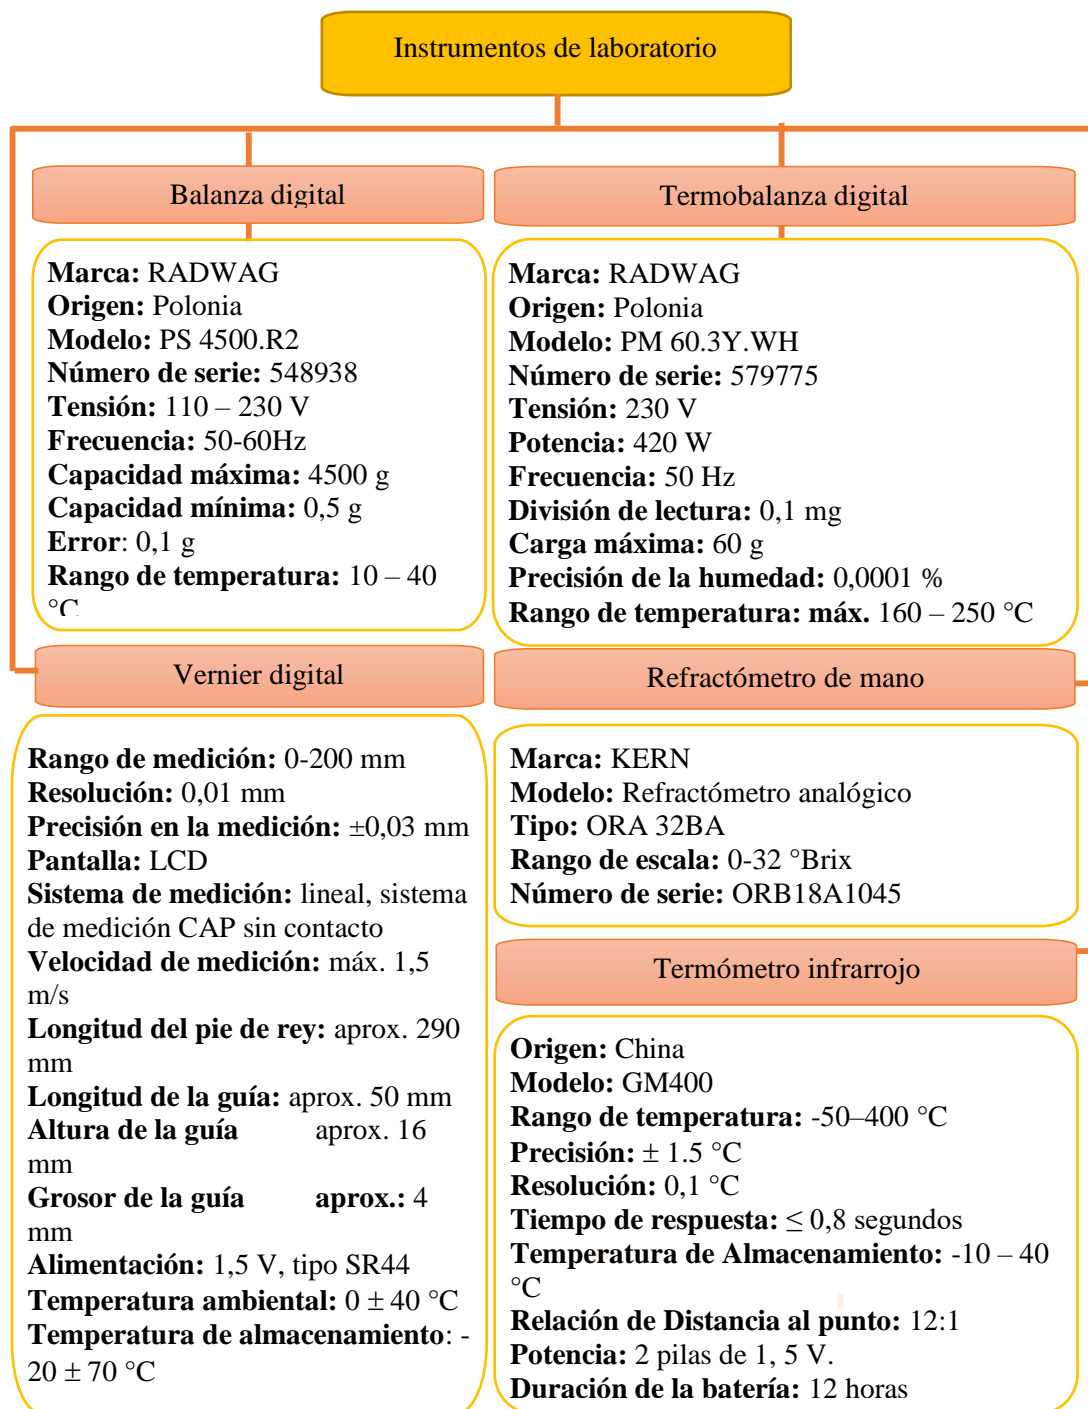 Instrumentos de laboratorio
Balanza digital
Marca: RADWAG
Origen: Polonia
Modelo: PS 4500.R2
Número de serie: 548938
Tensión: 110 – 230 V
Frecuencia: 50-60Hz
Capacidad máxima: 4500 g
Capacidad mínima: 0,5 g
Error: 0,1 g
Rango de temperatura: 10 – 40
°C
Termobalanza digital
Marca: RADWAG
Origen: Polonia
Modelo: PM 60.3Y.WH
Número de serie: 579775
Tensión: 230 V
Potencia: 420 W
Frecuencia: 50 Hz
División de lectura: 0,1 mg
Carga máxima: 60 g
Precisión de la humedad: 0,0001 %
Rango de temperatura: máx. 160 – 250 °C
Vernier digital
Rango de medición: 0-200 mm
Resolución: 0,01 mm
Precisión en la medición: ±0,03 mm
Pantalla: LCD
Sistema de medición: lineal, sistema
de medición CAP sin contacto
Velocidad de medición: máx. 1,5
m/s
Longitud del pie de rey: aprox. 290
mm
Longitud de la guía: aprox. 50 mm
Altura de la guía aprox. 16
mm
Grosor de la guía aprox.: 4
mm
Alimentación: 1,5 V, tipo SR44
Temperatura ambiental: 0 ± 40 °C
Temperatura de almacenamiento: -
20 ± 70 °C
Refractómetro de mano
Marca: KERN
Modelo: Refractómetro analógico
Tipo: ORA 32BA
Rango de escala: 0-32 °Brix
Número de serie: ORB18A1045
Termómetro infrarrojo
Origen: China
Modelo: GM400
Rango de temperatura: -50–400 °C
Precisión: ± 1.5 °C
Resolución: 0,1 °C
Tiempo de respuesta: ≤ 0,8 segundos
Temperatura de Almacenamiento: -10 – 40
°C
Relación de Distancia al punto: 12:1
Potencia: 2 pilas de 1, 5 V.
Duración de la batería: 12 horas